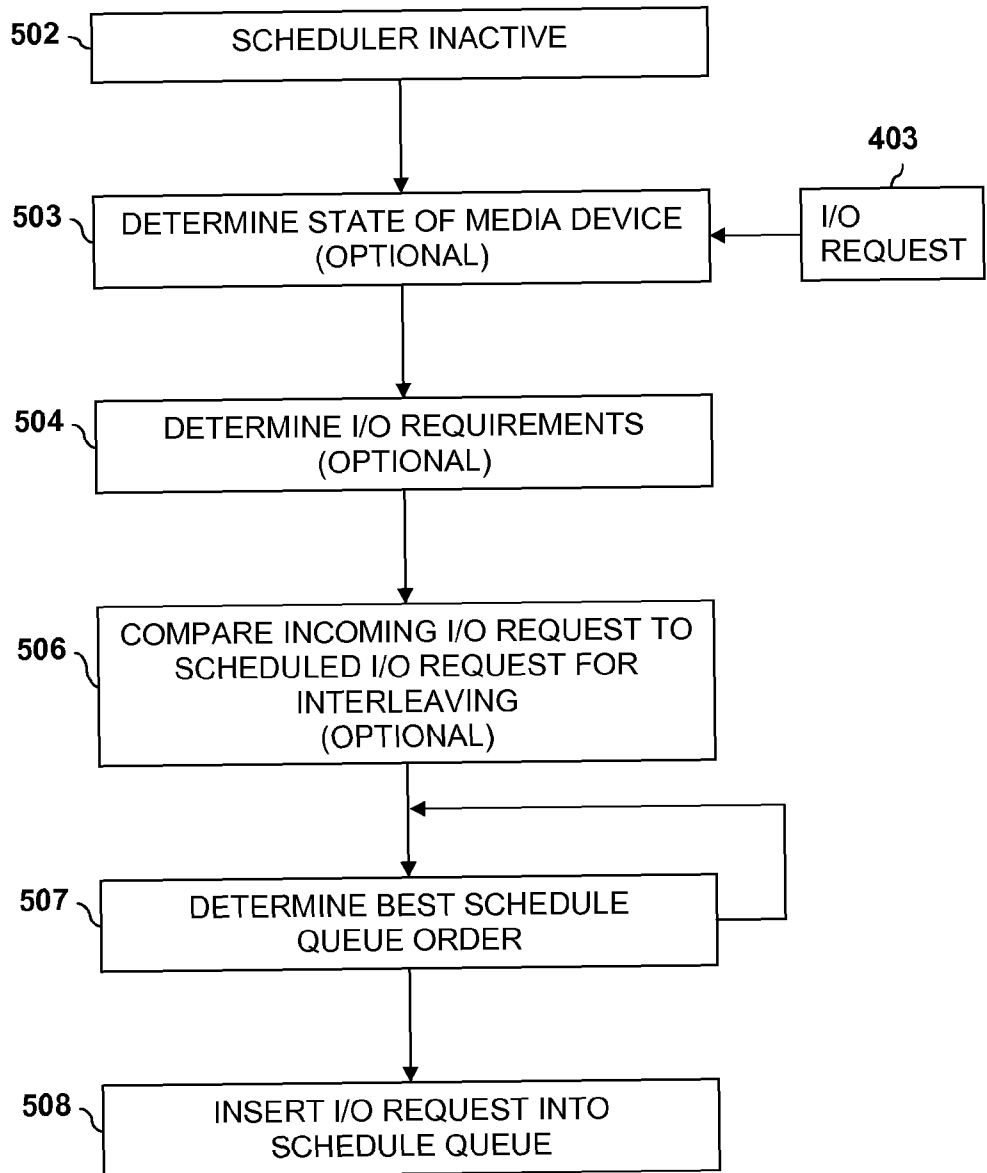 502
SCHEDULER INACTIVE
403
503
DETERMINE STATE OF MEDIA DEVICE
(OPTIONAL)
I/O
REQUEST
504
DETERMINE I/O REQUIREMENTS
(OPTIONAL)
506
COMPARE INCOMING I/O REQUEST TO
SCHEDULED I/O REQUEST FOR
INTERLEAVING
(OPTIONAL)
507
DETERMINE BEST SCHEDULE
QUEUE ORDER
508
INSERT I/O REQUEST INTO
SCHEDULE QUEUE